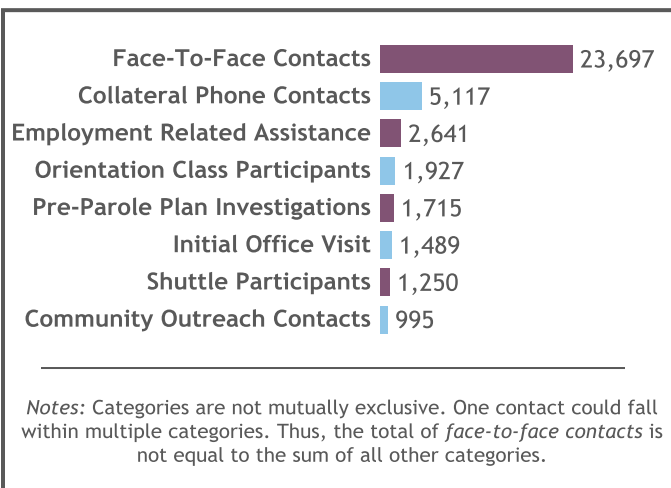 Face-To-Face Contacts 23,697
Collateral Phone Contacts 5,117
Employment Related Assistance 2,641
Orientation Class Participants 1,927
Pre-Parole Plan Investigations 1,715
Initial Office Visit 1,489
Shuttle Participants 1,250
Community Outreach Contacts 995
Notes: Categories are not mutually exclusive. One contact could fall
within multiple categories. Thus, the total of face-to-face contacts is
not equal to the sum of all other categories.